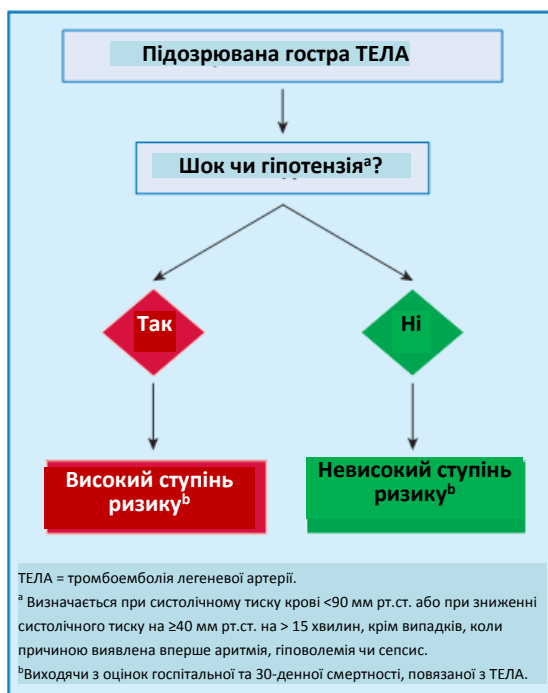 Підозрювана гостра ТЕЛА
Шок чи гіпотензіяᵃ?
Так
Ні
Високий ступінь
ризикуᵇ
Невисокий ступінь
ризикуᵇ
ТЕЛА = тромбоемболія легеневої артерії.
ᵃ Визначається при систолічному тиску крові <90 мм рт.ст. або при зниженні
систолічного тиску на ≥40 мм рт.ст. на > 15 хвилин, крім випадків, коли
причиною виявлена вперше аритмія, гіповолемія чи сепсис.
ᵇВиходячи з оцінок госпітальної та 30-денної смертності, повязаної з ТЕЛА.